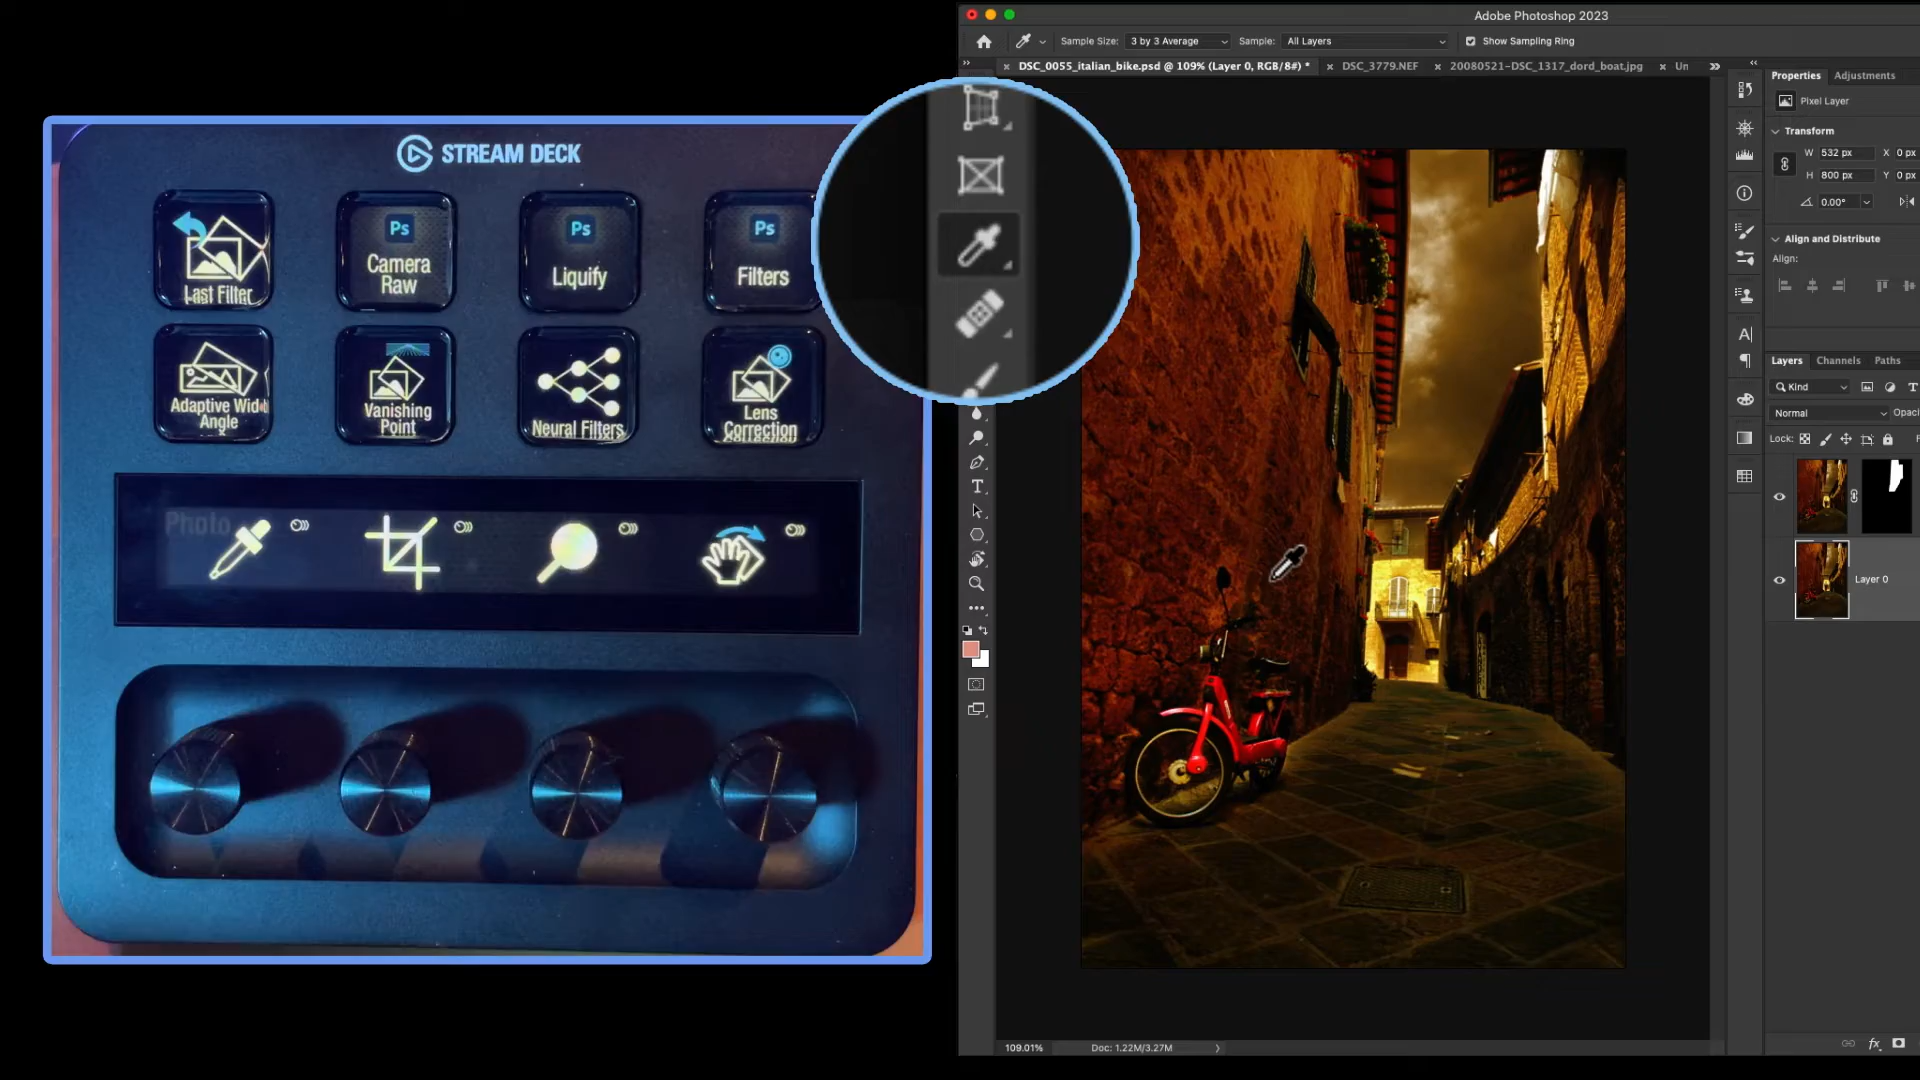 STREAM DECK
Last Filter
Ps
Camera
Raw
Ps
Liquify
Ps
Filters
Adaptive Wide
Angle
Vanishing
Point
Neural Filters
Lens
Correction
Photo
Adobe Photoshop 2023
Sample Size: 3 by 3 Average Sample: All Layers Show Sampling Ring
DSC_0055_italian_bike.psd @ 109% (Layer 0, RGB/8#) * DSC_3779.NEF 20080521-DSC_1317_dord_boat.jpg Un
Properties Adjustments
Pixel Layer
Transform
W 532 px X 0 px
H 800 px Y 0 px
0.00°
Align and Distribute
Align:
Layers Channels Paths
Kind
Normal Opaci
Lock: F
Layer 0
109.01% Doc: 1.22M/3.27M
fx